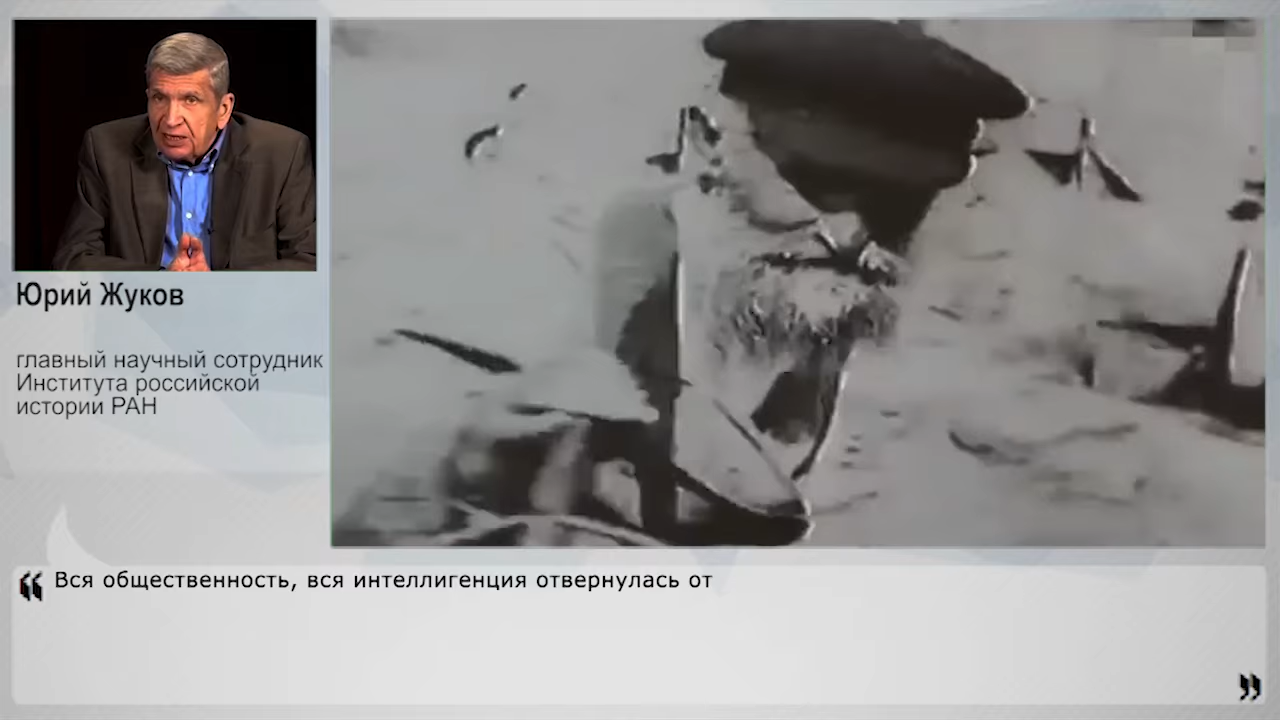 Юрий Жуков
главный научный сотрудник
Института российской
истории РАН
“ Вся общественность, вся интеллигенция отвернулась от
”